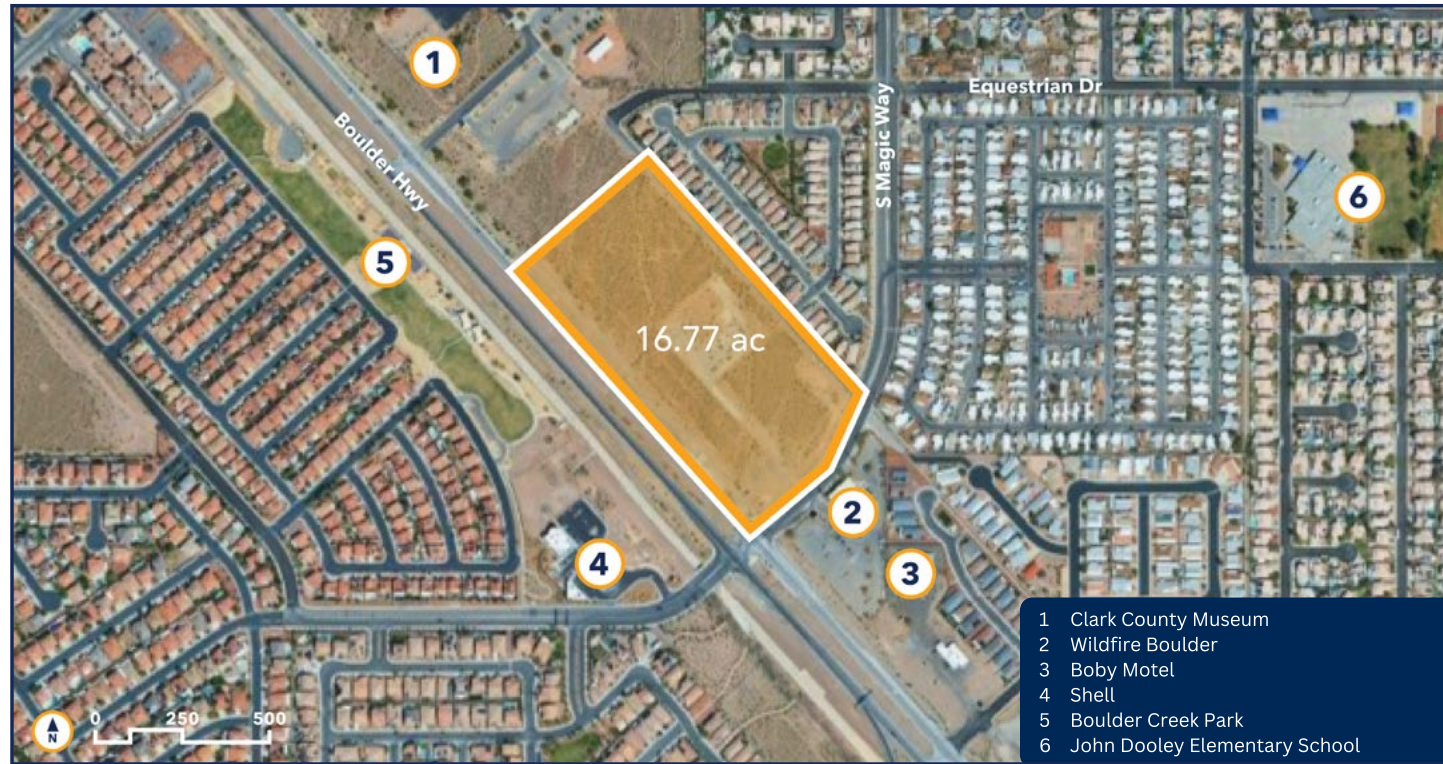 1
Equestrian Dr
S Magic Way
Boulder Hwy
6
5
16.77 ac
2
4
3
N
0 250 500
1 Clark County Museum
2 Wildfire Boulder
3 Boby Motel
4 Shell
5 Boulder Creek Park
6 John Dooley Elementary School